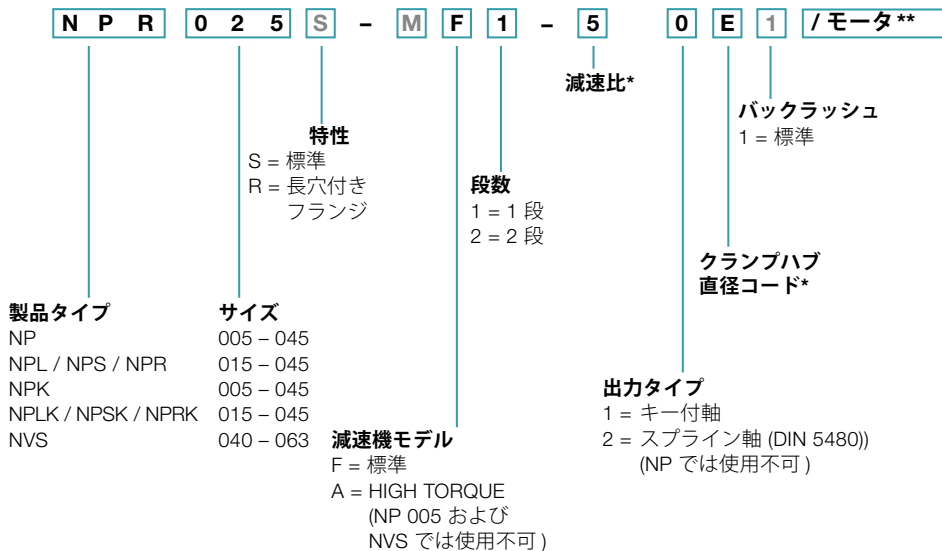 N P R 0 2 5 S – M F 1 – 5 0 E 1 / モータ **
減速比*
バックラッシュ
1 = 標準
特性
S = 標準
R = 長穴付き
フランジ
段数
1 = 1 段
2 = 2 段
クランプハブ
直径コード*
製品タイプ サイズ
NP 005 – 045
NPL / NPS / NPR 015 – 045
NPK 005 – 045
NPLK / NPSK / NPRK 015 – 045
NVS 040 – 063
減速機モデル
F = 標準
A = HIGH TORQUE
(NP 005 および
NVS では使用不可 )
出力タイプ
1 = キー付軸
2 = スプライン軸 (DIN 5480))
(NP では使用不可 )